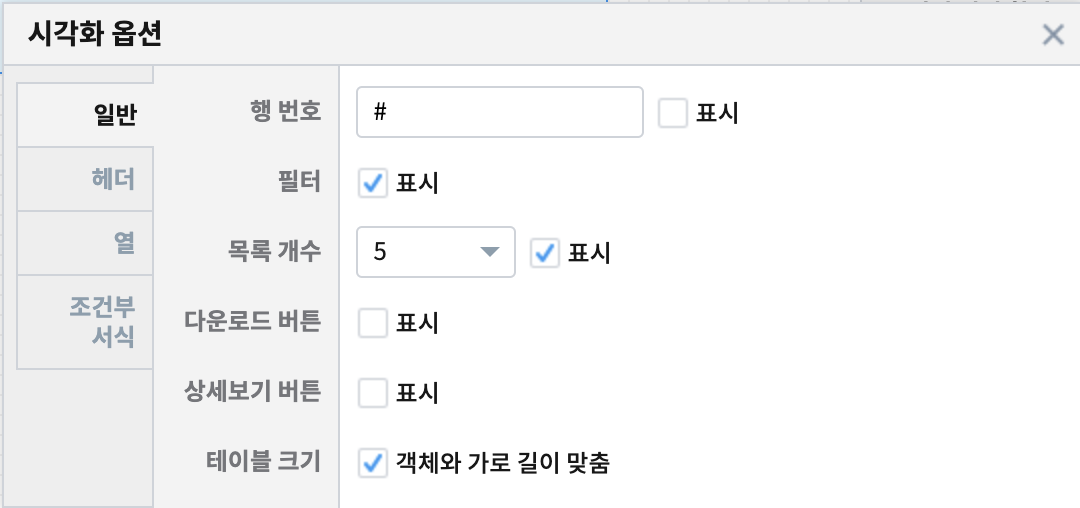 시각화 옵션
일반
헤더
열
조건부
서식
행 번호 # 표시
필터 표시
목록 개수 5 표시
다운로드 버튼 표시
상세보기 버튼 표시
테이블 크기 객체와 가로 길이 맞춤